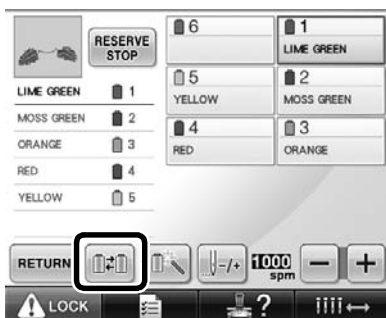 RESERVE
STOP
LIME GREEN 1
MOSS GREEN 2
ORANGE 3
RED 4
YELLOW 5
6
1
LIME GREEN
5
YELLOW
2
MOSS GREEN
4
RED
3
ORANGE
RETURN
-/+
1000
spm
-
+
LOCK
?